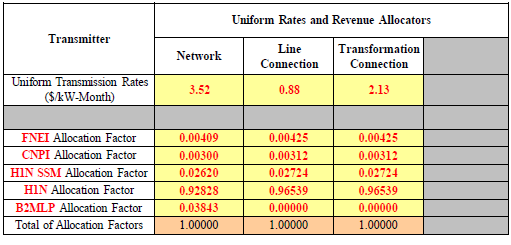 Transmitter
Uniform Rates and Revenue Allocators
Network
Line Connection
Transformation Connection
Uniform Transmission Rates ($/kW-Month) 3.52 0.88 2.13
FNEI Allocation Factor 0.00409 0.00425 0.00425
CNPI Allocation Factor 0.00300 0.00312 0.00312
H1N SSM Allocation Factor 0.02620 0.02724 0.02724
H1N Allocation Factor 0.92828 0.96539 0.96539
B2MLP Allocation Factor 0.03843 0.00000 0.00000
Total of Allocation Factors 1.00000 1.00000 1.00000